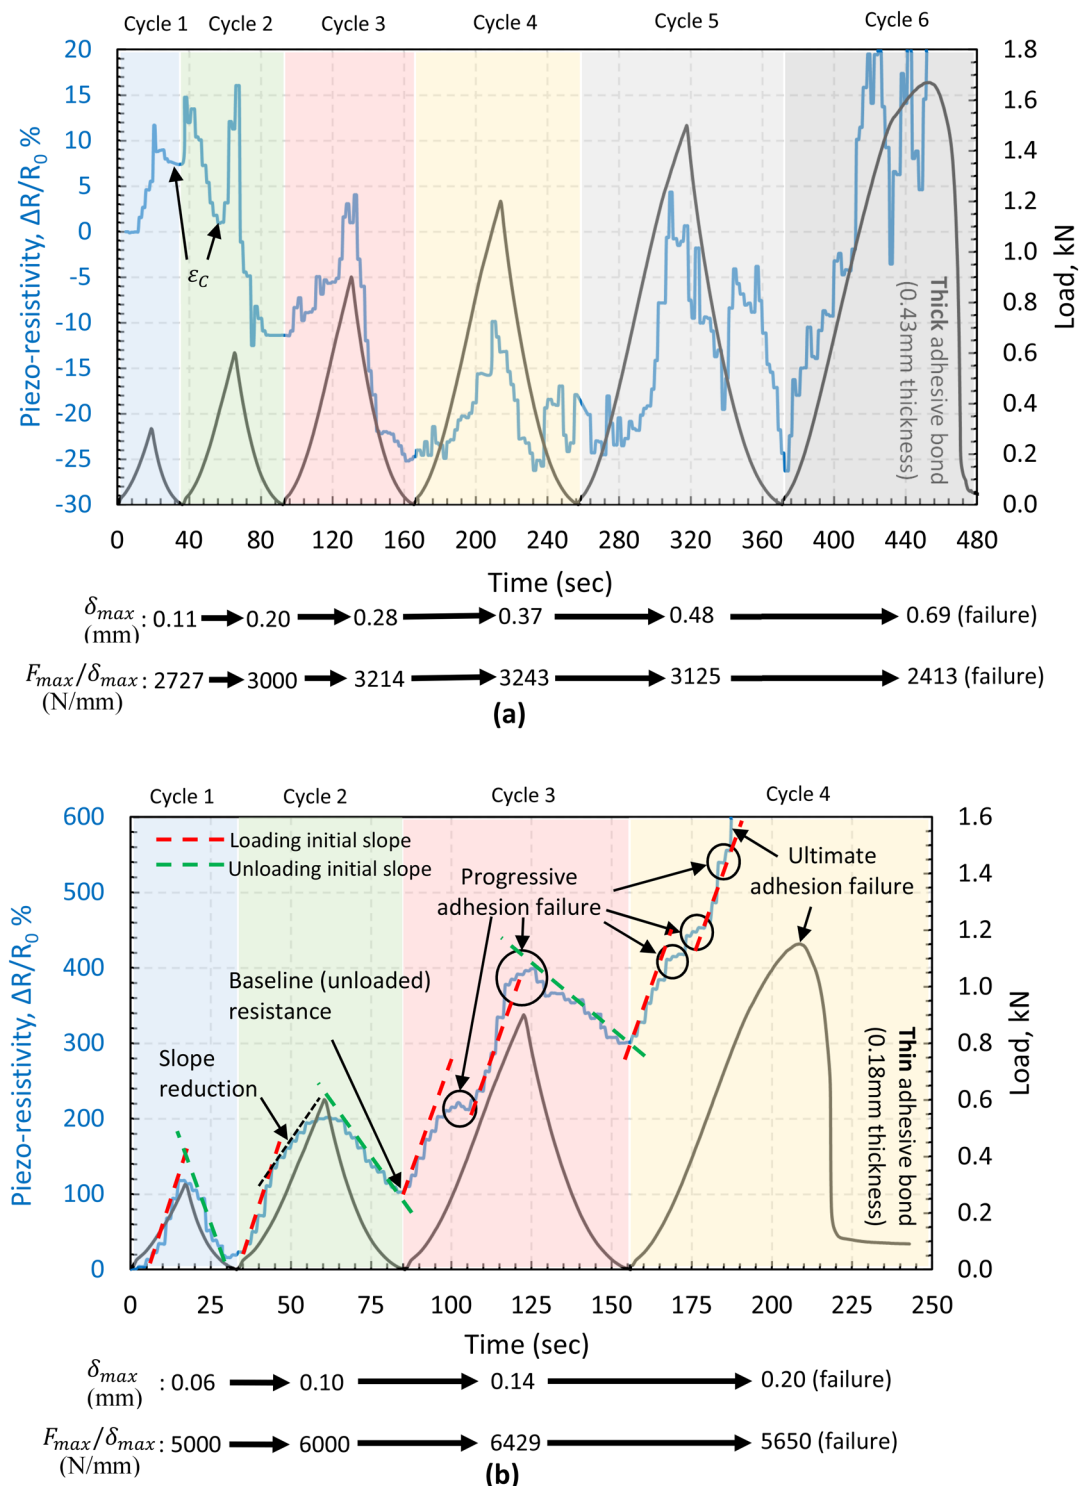 Cycle 1 Cycle 2 Cycle 3 Cycle 4 Cycle 5 Cycle 6
20 1.8
15 1.6
10 1.4
5 1.2
0 1.0
-5 0.8
-10 0.6
-15 0.4
-20 0.2
-25 0.0
-30
Piezo-resistivity, ΔR/R0 %
Load, kN
εC
Thick adhesive bond
(0.43mm thickness)
0 40 80 120 160 200 240 280 320 360 400 440 480
Time (sec)
δmax : 0.11 0.20 0.28 0.37 0.48 0.69 (failure)
(mm)
Fmax/δmax : 2727 3000 3214 3243 3125 2413 (failure)
(N/mm)
(a)
Cycle 1 Cycle 2 Cycle 3 Cycle 4
600 1.6
500 1.4
400 1.2
300 1.0
200 0.8
100 0.6
0 0.4
0.2
0.0
Piezo-resistivity, ΔR/R0 %
Load, kN
Loading initial slope
Unloading initial slope
Progressive
adhesion failure
Ultimate
adhesion failure
Baseline (unloaded)
resistance
Slope
reduction
Thin adhesive bond
(0.18mm thickness)
0 25 50 75 100 125 150 175 200 225 250
Time (sec)
δmax : 0.06 0.10 0.14 0.20 (failure)
(mm)
Fmax/δmax : 5000 6000 6429 5650 (failure)
(N/mm)
(b)